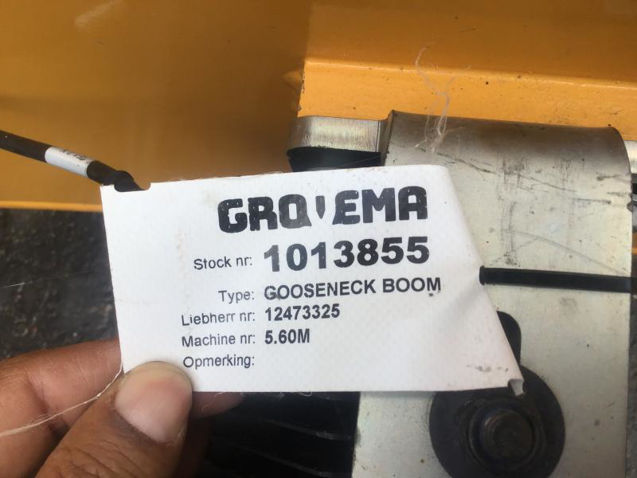 Stock nr: 1013855
Type: GOOSENECK BOOM
Liebherr nr: 12473325
Machine nr: 5.60M
Opmerking: